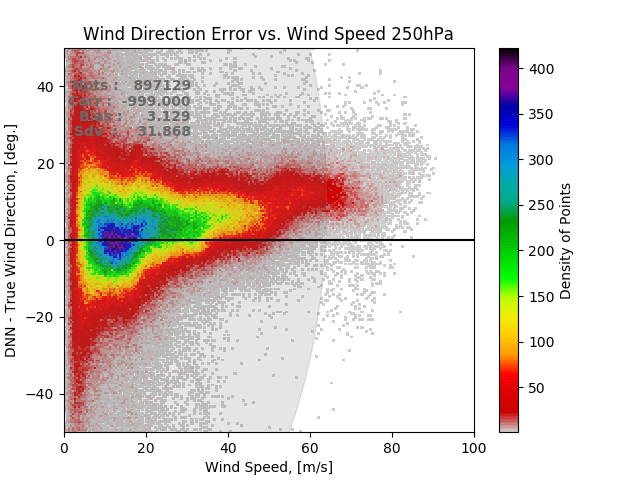 Wind Direction Error vs. Wind Speed 250hPa
Npts : 897129
Corr : -999.000
Bias : 3.129
Sdv : 31.868
DNN - True Wind Direction, [deg.]
40
20
0
−20
−40
0 20 40 60 80 100
Wind Speed, [m/s]
400
350
300
250
200
150
100
50
Density of Points